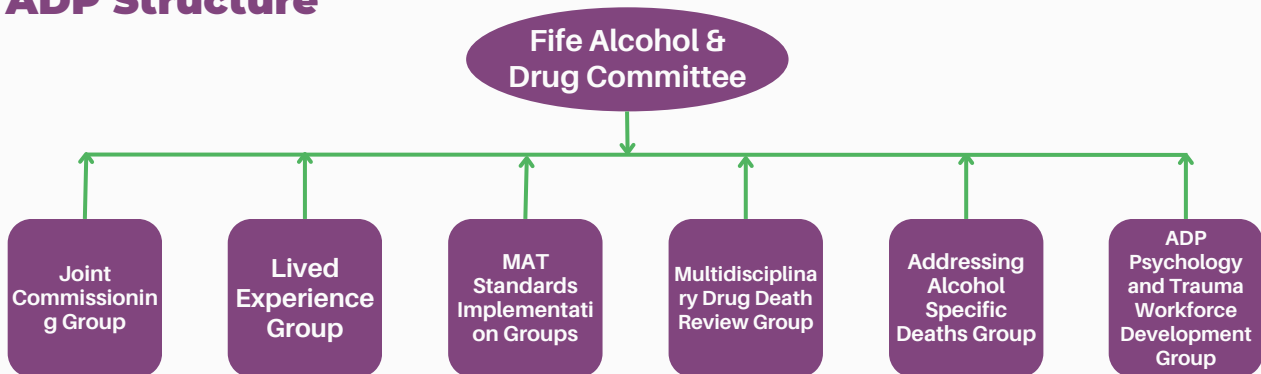 ADP Structure
Fife Alcohol &
Drug Committee
Joint
Commissionin
g Group
Lived
Experience
Group
MAT
Standards
Implementati
on Groups
Multidisciplina
ry Drug Death
Review Group
Addressing
Alcohol
Specific
Deaths Group
ADP
Psychology
and Trauma
Workforce
Development
Group